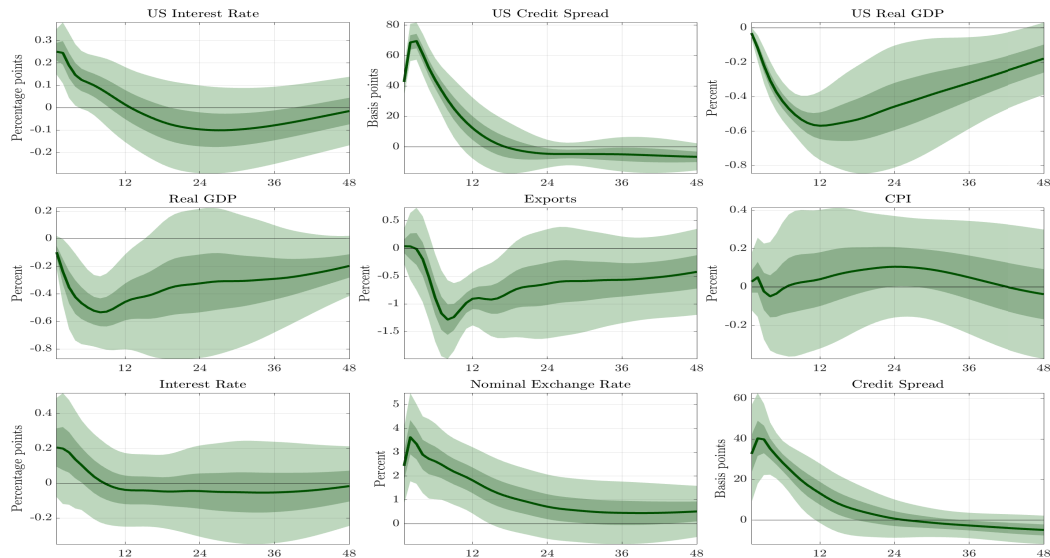 US Interest Rate
Percentage points
0.3
0.2
0.1
0
-0.1
-0.2
12 24 36 48
US Credit Spread
Basis points
80
60
40
20
0
12 24 36 48
US Real GDP
Percent
-0
-0.2
-0.4
-0.6
-0.8
12 24 36 48
Real GDP
Percent
0.2
0
-0.2
-0.4
-0.6
-0.8
12 24 36 48
Exports
Percent
0.5
0
-0.5
-1
-1.5
12 24 36 48
CPI
Percent
0.4
0.2
0
-0.2
12 24 36 48
Interest Rate
Percentage points
0.4
0.2
0
-0.2
12 24 36 48
Nominal Exchange Rate
Percent
5
4
3
2
1
0
12 24 36 48
Credit Spread
Basis points
60
40
20
0
12 24 36 48